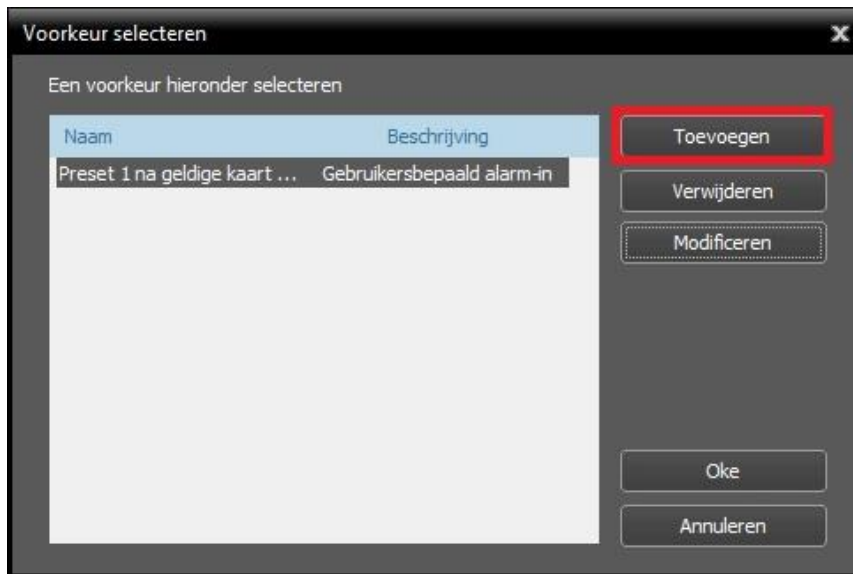 Voorkeur selecteren
Een voorkeur hieronder selecteren
Naam Beschrijving
Preset 1 na geldige kaart ... Gebruikersbepaald alarm-in
Toevoegen
Verwijderen
Modificeren
Oke
Annuleren